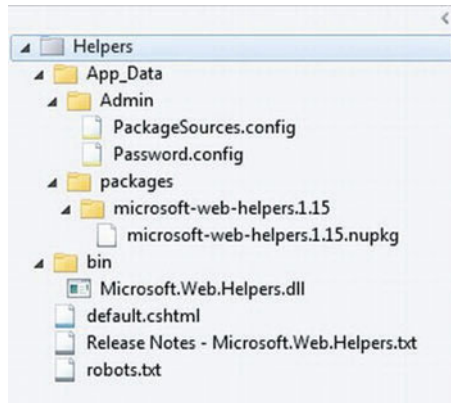 Helpers
App_Data
Admin
PackageSources.config
Password.config
packages
microsoft-web-helpers.1.15
microsoft-web-helpers.1.15.nupkg
bin
Microsoft.Web.Helpers.dll
default.cshtml
Release Notes - Microsoft.Web.Helpers.txt
robots.txt